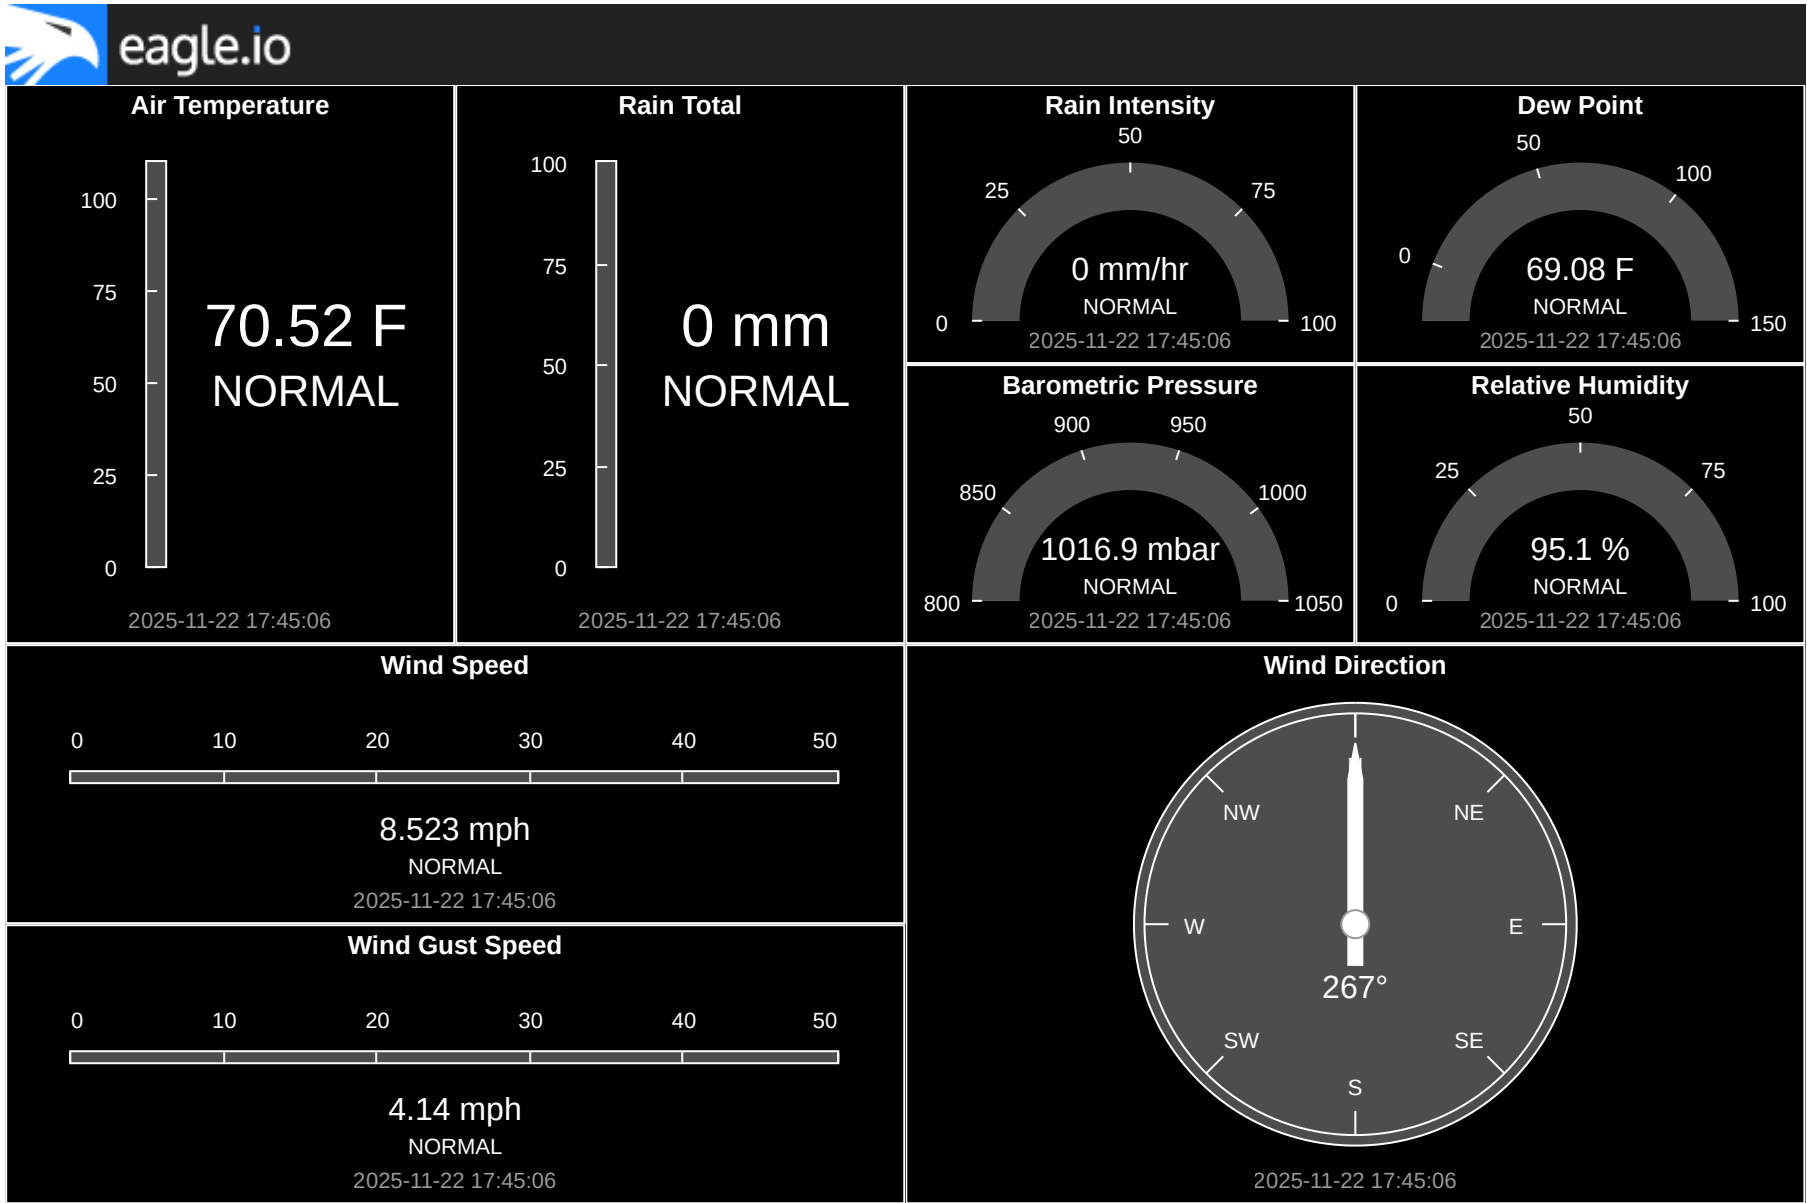 eagle.io
Air Temperature
100
75
50
25
0
70.52 F
NORMAL
2025-11-22 17:45:06
Rain Total
100
75
50
25
0
0 mm
NORMAL
2025-11-22 17:45:06
Rain Intensity
0
25
50
75
100
0 mm/hr
NORMAL
2025-11-22 17:45:06
Dew Point
0
50
100
150
69.08 F
NORMAL
2025-11-22 17:45:06
Barometric Pressure
800
850
900
950
1000
1050
1016.9 mbar
NORMAL
2025-11-22 17:45:06
Relative Humidity
0
25
50
75
100
95.1 %
NORMAL
2025-11-22 17:45:06
Wind Speed
0 10 20 30 40 50
8.523 mph
NORMAL
2025-11-22 17:45:06
Wind Gust Speed
0 10 20 30 40 50
4.14 mph
NORMAL
2025-11-22 17:45:06
Wind Direction
NW NE
W E
267°
SW SE
S
2025-11-22 17:45:06